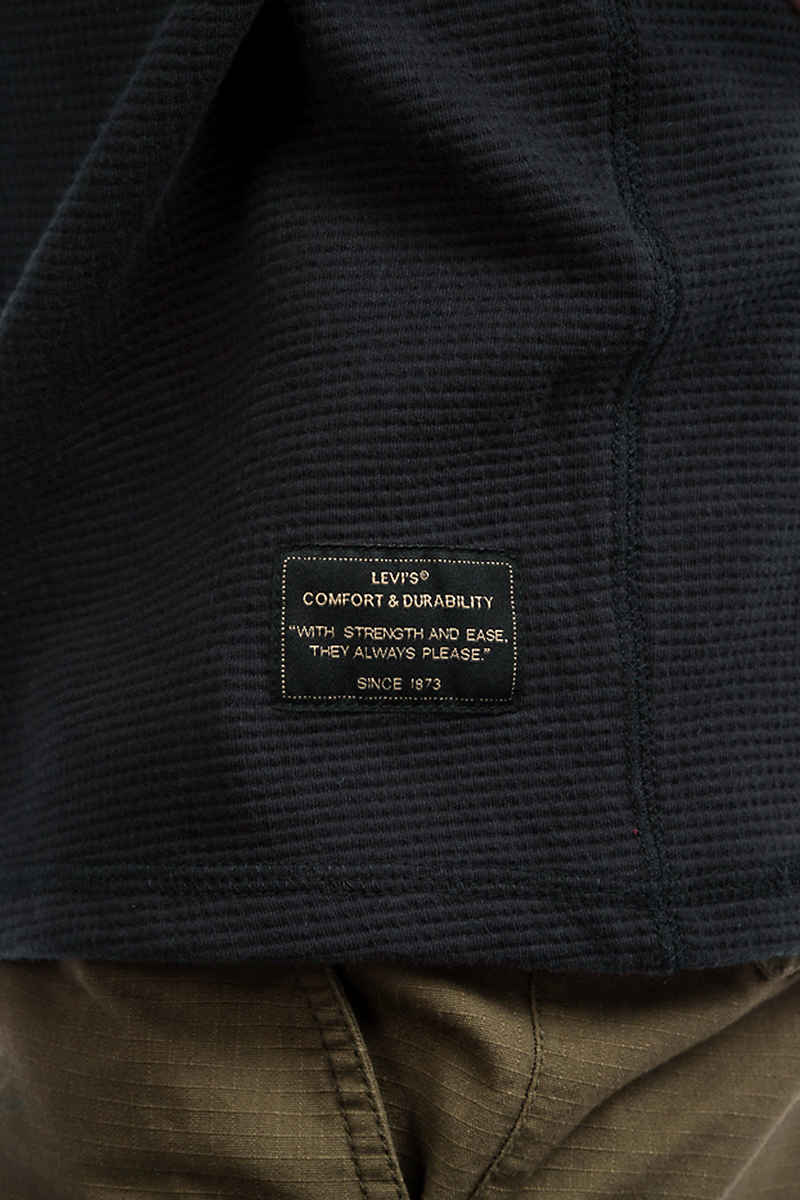 LEVI'S®
COMFORT & DURABILITY
"WITH STRENGTH AND EASE,
THEY ALWAYS PLEASE."
SINCE 1873